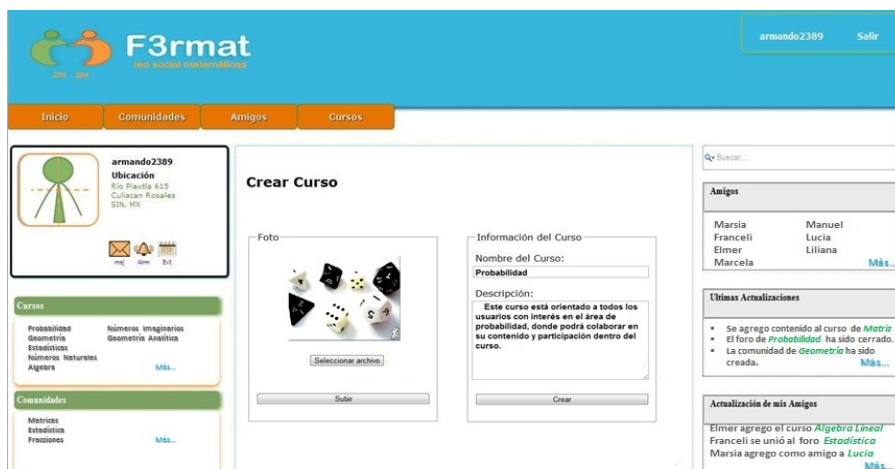 F3rmat
red social matemáticas
220 284
armando2389 Salir
Inicio Comunidades Amigos Cursos
armando2389
Ubicación
Río Piaxtla 615
Culiacan Rosales
SIN, MX
msj Alrm Evt
Cursos
Probabilidad Números Imaginarios
Geometría Geometría Analítica
Estadísticas
Números Naturales
Algebra Más...
Comunidades
Matrices
Estadística
Fracciones Más...
Crear Curso
Foto
Seleccionar archivo
Subir
Información del Curso
Nombre del Curso:
Probabilidad
Descripción:
Este curso está orientado a todos los
usuarios con interés en el área de
probabilidad, donde podrá colaborar en
su contenido y participación dentro del
curso.
Crear
Buscar...
Amigos
Marsia Manuel
Franceli Lucia
Elmer Liliana
Marcela Más...
Ultimas Actualizaciones
Se agrego contenido al curso de Matriz
El foro de Probabilidad ha sido cerrado.
La comunidad de Geometría ha sido
creada. Más...
Actualización de mis Amigos
Elmer agrego el curso Algebra Lineal
Franceli se unió al foro Estadística
Marsia agrego como amigo a Lucía
Más...